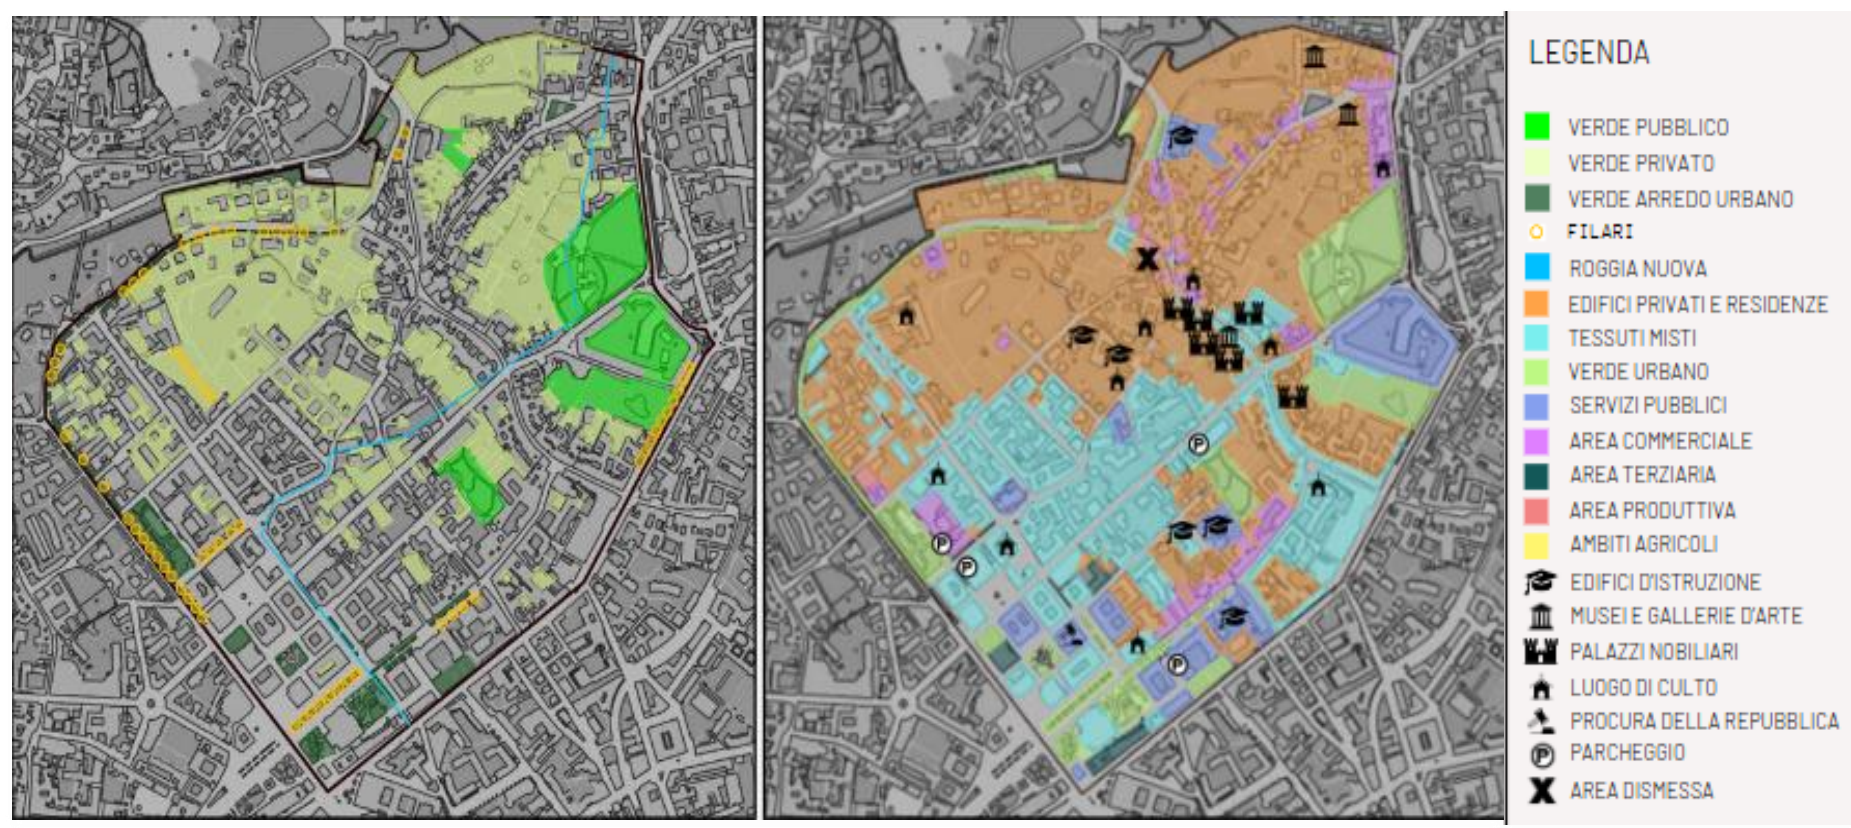 LEGENDA
VERDE PUBBLICO
VERDE PRIVATO
VERDE ARREDO URBANO
FILARI
ROGGIA NUOVA
EDIFICI PRIVATI E RESIDENZE
TESSUTI MISTI
VERDE URBANO
SERVIZI PUBBLICI
AREA COMMERCIALE
AREA TERZIARIA
AREA PRODUTTIVA
AMBITI AGRICOLI
EDIFICI D'ISTRUZIONE
MUSEI E GALLERIE D'ARTE
PALAZZI NOBILIARI
LUOGO DI CULTO
PROCURA DELLA REPUBBLICA
P PARCHEGGIO
AREA DISMESSA
P
P
P
P